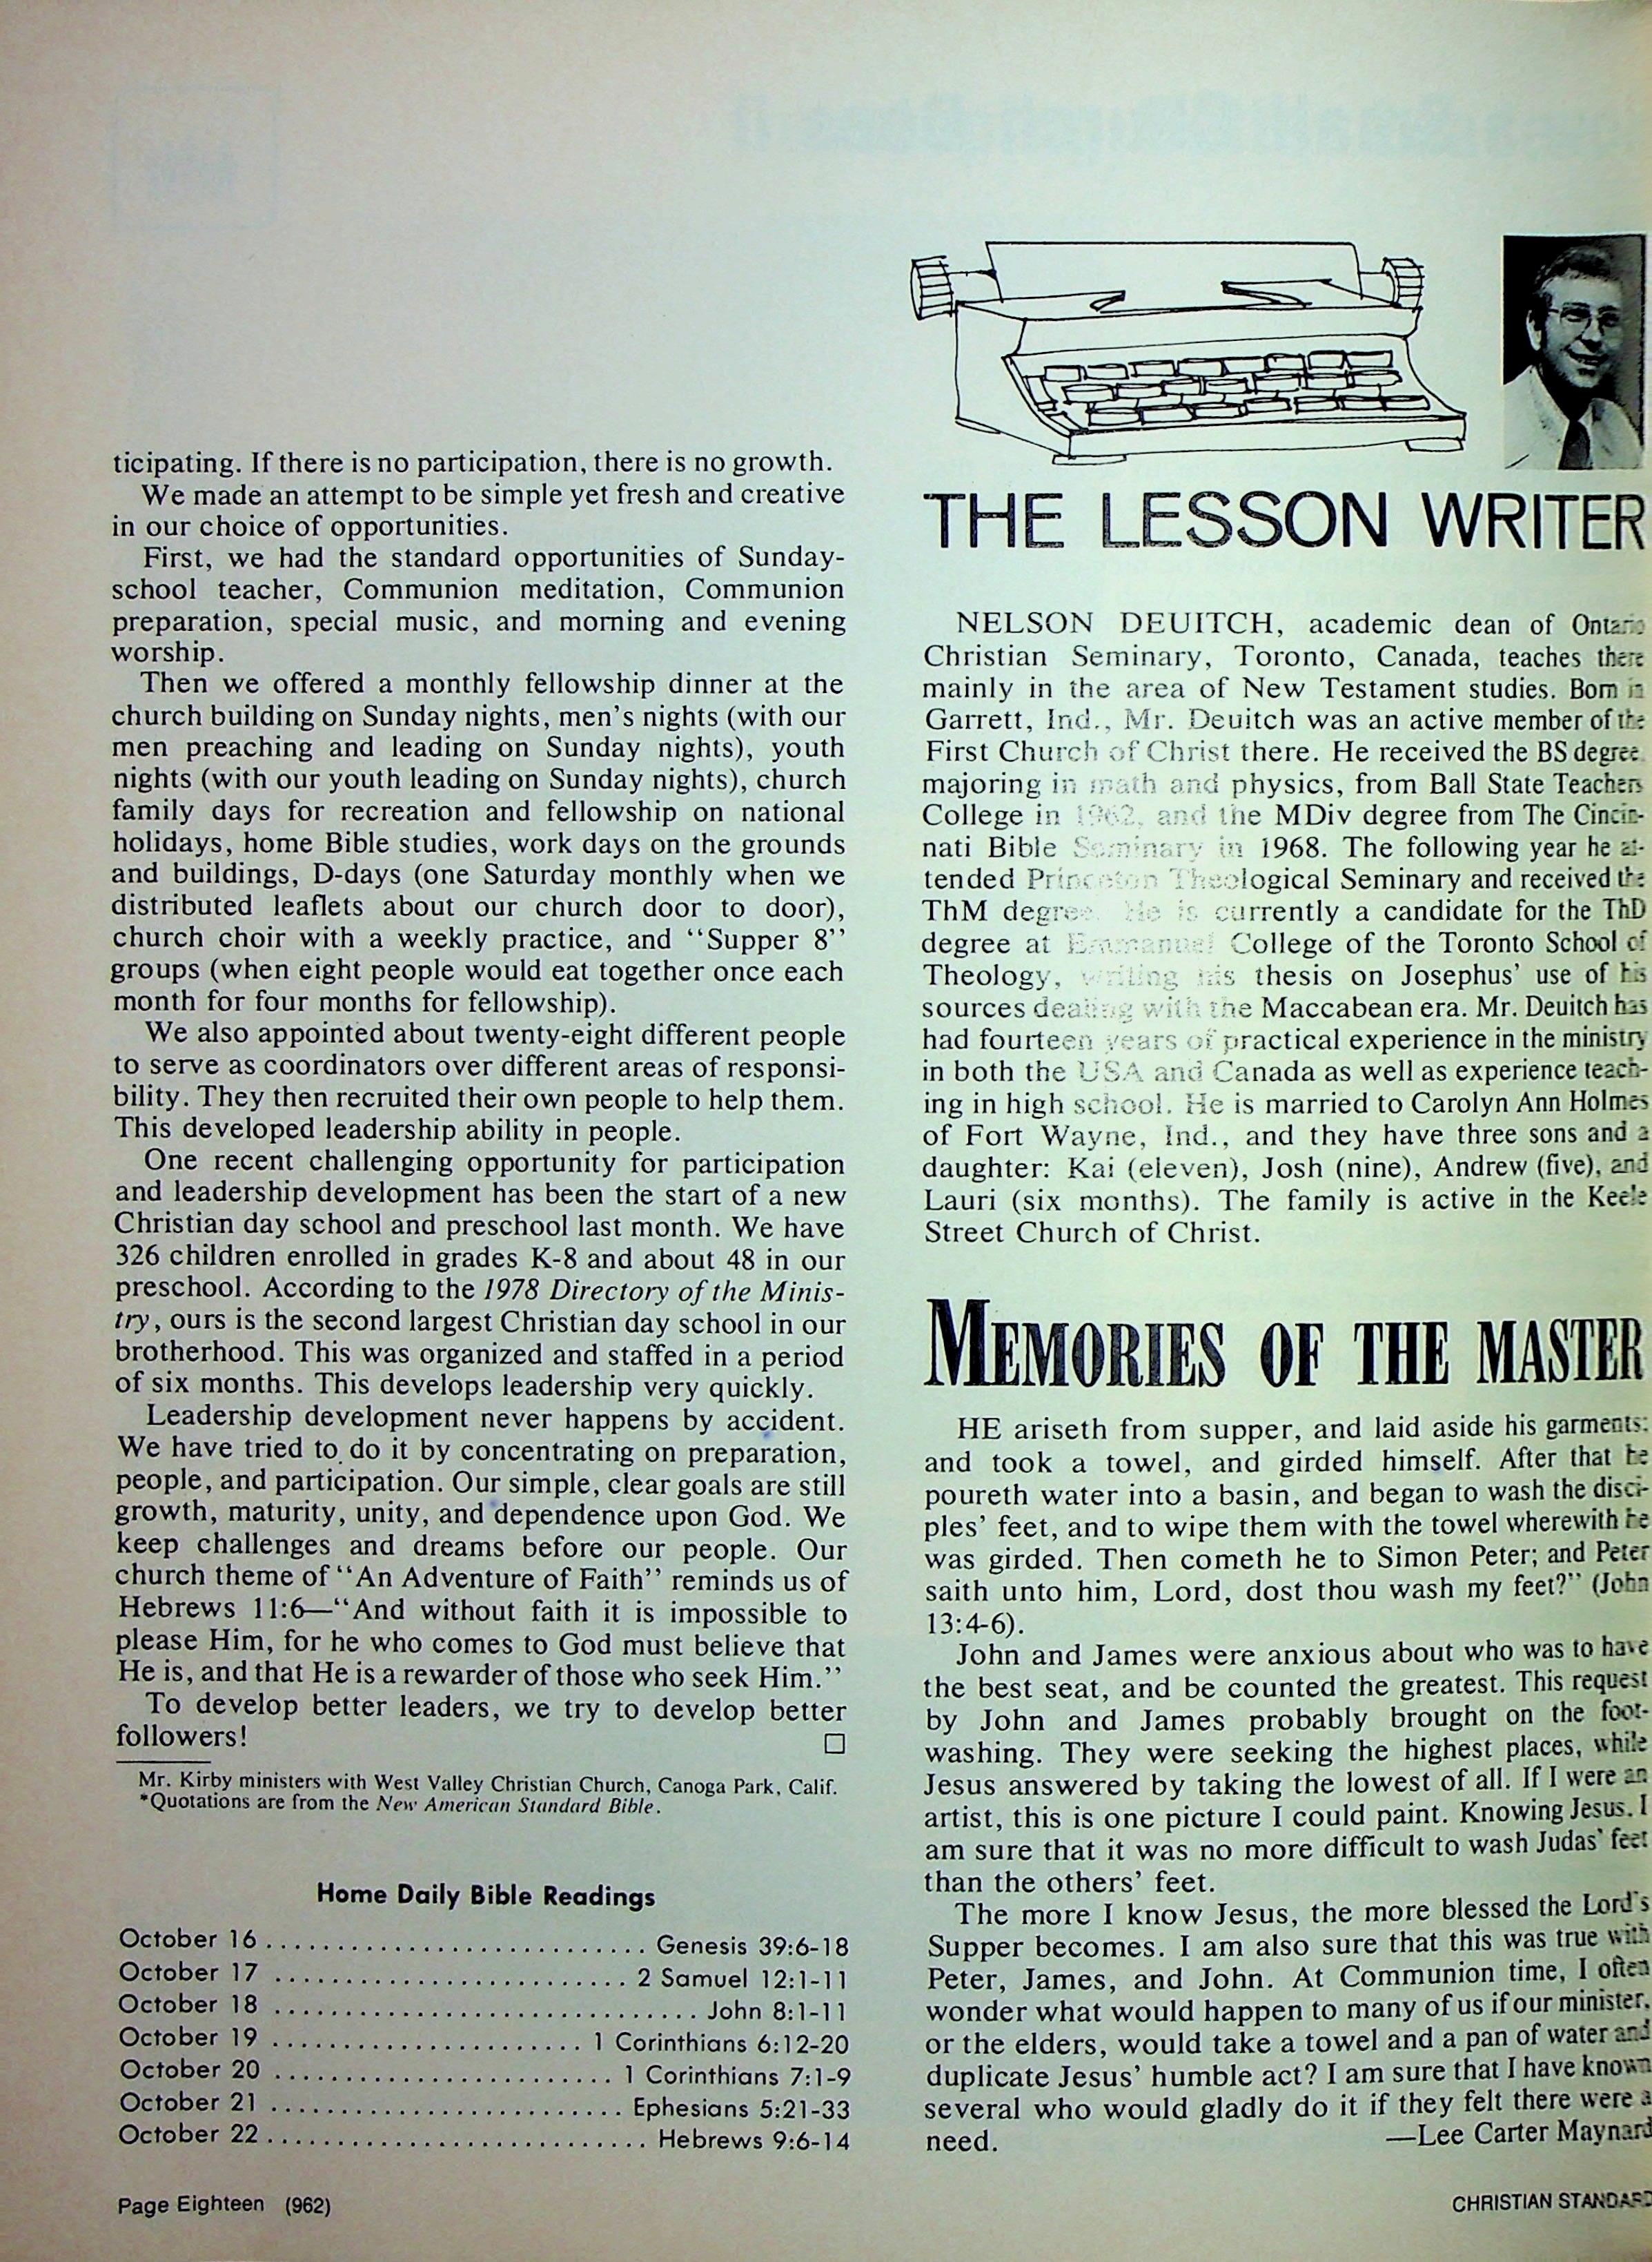 ticipating. If there is no participation, there is no growth.
We made an attempt to be simple yet fresh and creative
in our choice of opportunities.
First, we had the standard opportunities of Sunday-
school teacher, Communion meditation, Communion
preparation, special music, and morning and evening
worship.
Then we offered a monthly fellowship dinner at the
church building on Sunday nights, men's nights (with our
men preaching and leading on Sunday nights), youth
nights (with our youth leading on Sunday nights), church
family days for recreation and fellowship on national
holidays, home Bible studies, work days on the grounds
and buildings, D-days (one Saturday monthly when we
distributed leaflets about our church door to door),
church choir with a weekly practice, and "Supper 8"
groups (when eight people would eat together once each
month for four months for fellowship).
We also appointed about twenty-eight different people
to serve as coordinators over different areas of responsi-
bility. They then recruited their own people to help them.
This developed leadership ability in people.
One recent challenging opportunity for participation
and leadership development has been the start of a new
Christian day school and preschool last month. We have
326 children enrolled in grades K-8 and about 48 in our
preschool. According to the 1978 Directory of the Minis-
try, ours is the second largest Christian day school in our
brotherhood. This was organized and staffed in a period
of six months. This develops leadership very quickly.
Leadership development never happens by accident.
We have tried to do it by concentrating on preparation,
people, and participation. Our simple, clear goals are still
growth, maturity, unity, and dependence upon God. We
keep challenges and dreams before our people. Our
church theme of "An Adventure of Faith" reminds us of
Hebrews 11:6—"And without faith it is impossible to
please Him, for he who comes to God must believe that
He is, and that He is a rewarder of those who seek Him."
To develop better leaders, we try to develop better
followers! □
Mr. Kirby ministers with West Valley Christian Church, Canoga Park, Calif.
*Quotations are from the New American Standard Bible.
Home Daily Bible Readings
October 16 ........................... Genesis 39:6-18
October 17 ......................... 2 Samuel 12:1-11
October 18 .............................. John 8:1-11
October 19 ...................... 1 Corinthians 6:12-20
October 20 ........................ 1 Corinthians 7:1-9
October 21 ......................... Ephesians 5:21-33
October 22 ........................... Hebrews 9:6-14
Page Eighteen (962)
THE LESSON WRITER
NELSON DEUITCH, academic dean of Ontario
Christian Seminary, Toronto, Canada, teaches there
mainly in the area of New Testament studies. Born in
Garrett, Ind., Mr. Deuitch was an active member of the
First Church of Christ there. He received the BS degree,
majoring in math and physics, from Ball State Teachers
College in 1962, and the MDiv degree from The Cincin-
nati Bible Seminary in 1968. The following year he at-
tended Princeton Theological Seminary and received the
ThM degree. He is currently a candidate for the ThD
degree at Emmanuel College of the Toronto School of
Theology, writing his thesis on Josephus' use of his
sources dealing with the Maccabean era. Mr. Deuitch has
had fourteen years of practical experience in the ministry
in both the USA and Canada as well as experience teach-
ing in high school. He is married to Carolyn Ann Holmes
of Fort Wayne, Ind., and they have three sons and a
daughter: Kai (eleven), Josh (nine), Andrew (five), and
Lauri (six months). The family is active in the Keele
Street Church of Christ.
MEMORIES OF THE MASTER
HE ariseth from supper, and laid aside his garments;
and took a towel, and girded himself. After that he
poureth water into a basin, and began to wash the disci-
ples' feet, and to wipe them with the towel wherewith he
was girded. Then cometh he to Simon Peter; and Peter
saith unto him, Lord, dost thou wash my feet?" (John
13:4-6).
John and James were anxious about who was to have
the best seat, and be counted the greatest. This request
by John and James probably brought on the foot-
washing. They were seeking the highest places, while
Jesus answered by taking the lowest of all. If I were an
artist, this is one picture I could paint. Knowing Jesus, I
am sure that it was no more difficult to wash Judas' feet
than the others' feet.
The more I know Jesus, the more blessed the Lord's
Supper becomes. I am also sure that this was true with
Peter, James, and John. At Communion time, I often
wonder what would happen to many of us if our minister,
or the elders, would take a towel and a pan of water and
duplicate Jesus' humble act? I am sure that I have known
several who would gladly do it if they felt there were a
need. —Lee Carter Maynard
CHRISTIAN STANDARD